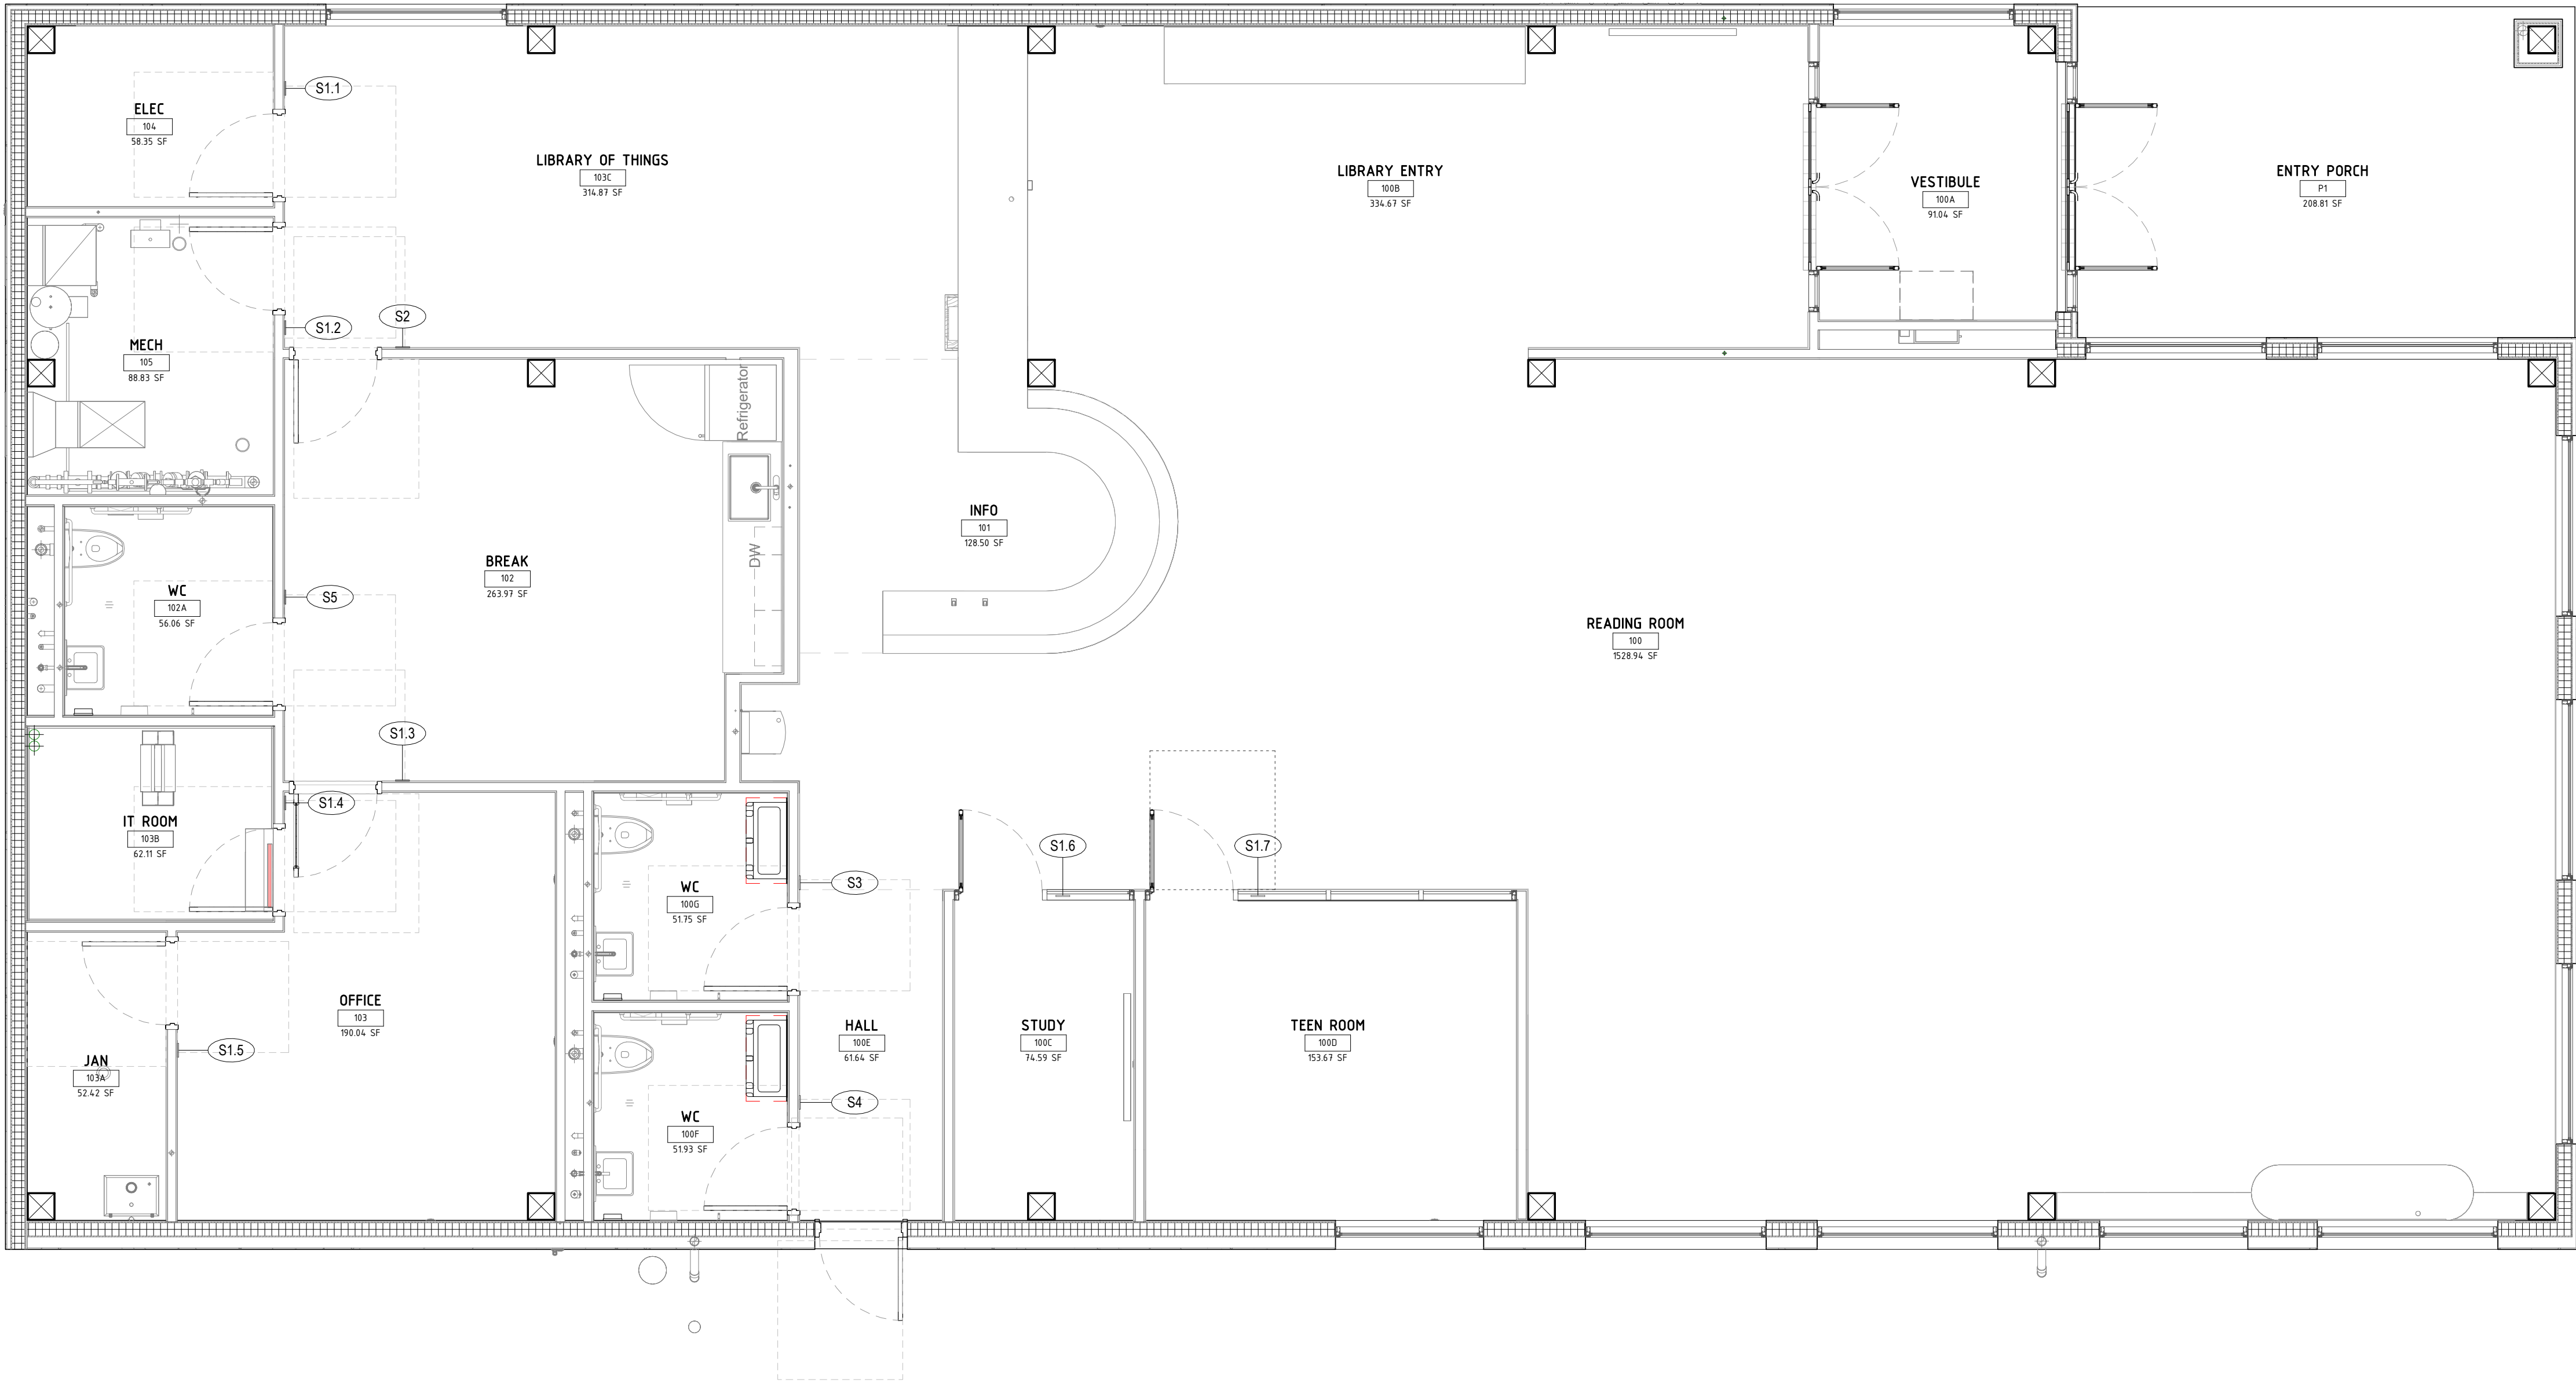 S1.1
ELEC
104
58.35 SF
LIBRARY OF THINGS
103C
314.87 SF
LIBRARY ENTRY
100B
334.67 SF
VESTIBULE
100A
91.04 SF
ENTRY PORCH
P1
208.81 SF
S2
S1.2
MECH
105
88.83 SF
Refrigerator
INFO
101
128.50 SF
DW
BREAK
102
263.97 SF
WC
102A
56.06 SF
S5
READING ROOM
100
1528.94 SF
S1.3
S1.4
IT ROOM
103B
62.11 SF
S1.6
S1.7
WC
100G
51.75 SF
S3
OFFICE
103
190.04 SF
HALL
100E
61.64 SF
STUDY
100C
74.59 SF
TEEN ROOM
100D
153.67 SF
S1.5
JAN
103A
52.42 SF
S4
WC
100F
51.93 SF